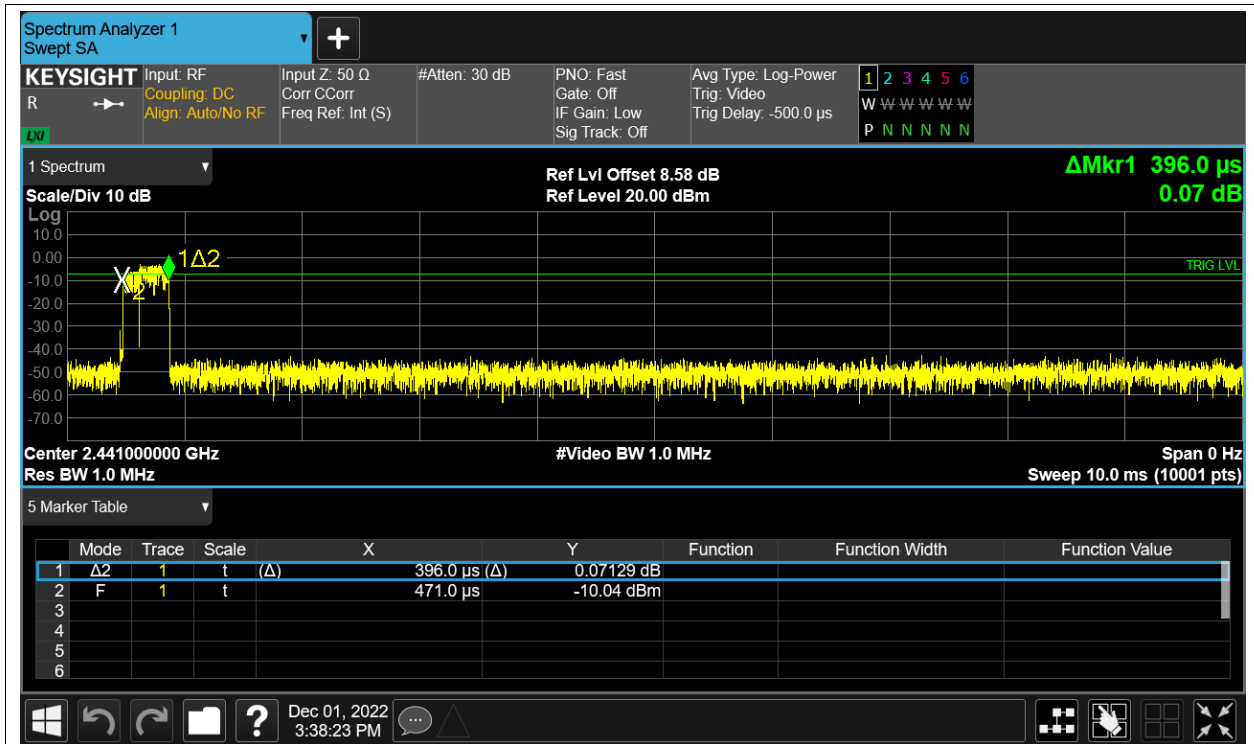 Spectrum Analyzer 1
Swept SA
KEYSIGHT Input: RF Input Z: 50 Ω #Atten: 30 dB PNO: Fast Avg Type: Log-Power 1 2 3 4 5 6
R Coupling: DC Corr CCorr Gate: Off Trig: Video W W W W W W
Align: Auto/No RF Freq Ref: Int (S) IF Gain: Low Trig Delay: -500.0 µs
LXI Sig Track: Off P N N N N N
1 Spectrum Ref Lvl Offset 8.58 dB ΔMkr1 396.0 µs
Scale/Div 10 dB Ref Level 20.00 dBm 0.07 dB
Log
10.0
0.00 1Δ2
TRIG LVL
-10.0
X 2
-20.0
-30.0
-40.0
-50.0
-60.0
-70.0
Center 2.441000000 GHz #Video BW 1.0 MHz Span 0 Hz
Res BW 1.0 MHz Sweep 10.0 ms (10001 pts)
5 Marker Table
Mode Trace Scale X Y Function Function Width Function Value
1 Δ2 1 t (Δ) 396.0 µs (Δ) 0.07129 dB
2 F 1 t 471.0 µs -10.04 dBm
3
4
5
6
? Dec 01, 2022
3:38:23 PM